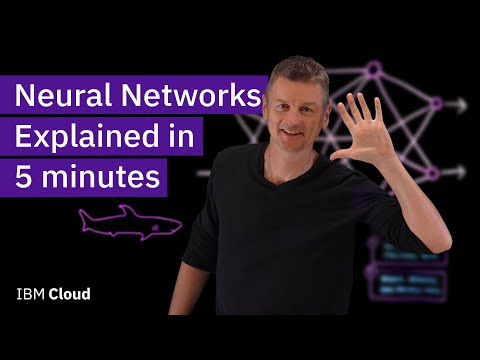 Neural Networks
Explained in
5 minutes
IBM Cloud